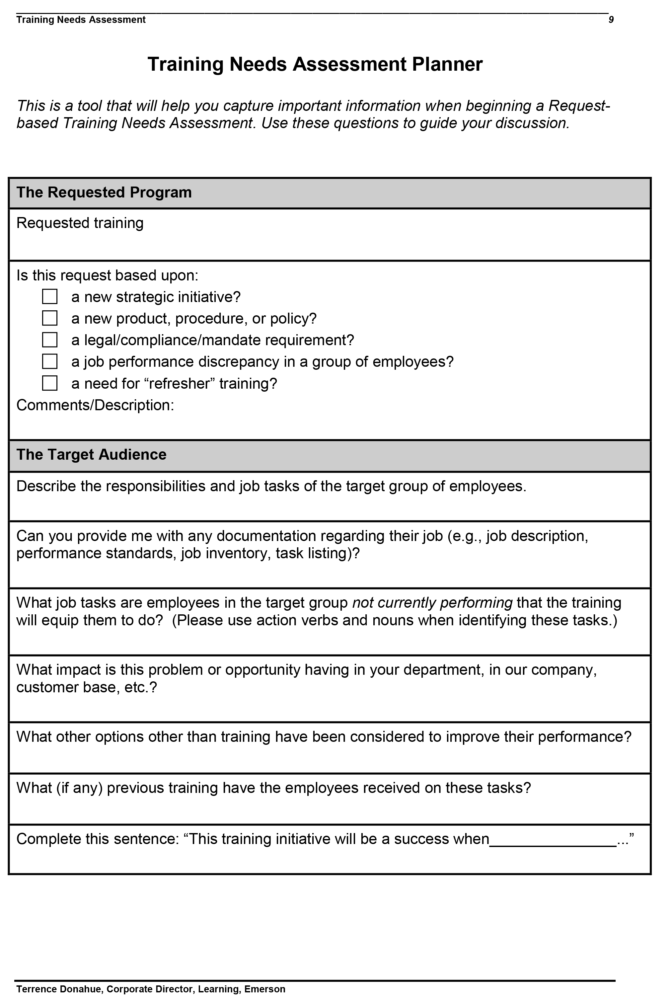 Training Needs Assessment 9
Training Needs Assessment Planner
This is a tool that will help you capture important information when beginning a Request-
based Training Needs Assessment. Use these questions to guide your discussion.
The Requested Program
Requested training
Is this request based upon:
a new strategic initiative?
a new product, procedure, or policy?
a legal/compliance/mandate requirement?
a job performance discrepancy in a group of employees?
a need for “refresher” training?
Comments/Description:
The Target Audience
Describe the responsibilities and job tasks of the target group of employees.
Can you provide me with any documentation regarding their job (e.g., job description,
performance standards, job inventory, task listing)?
What job tasks are employees in the target group not currently performing that the training
will equip them to do?  (Please use action verbs and nouns when identifying these tasks.)
What impact is this problem or opportunity having in your department, in our company,
customer base, etc.?
What other options other than training have been considered to improve their performance?
What (if any) previous training have the employees received on these tasks?
Complete this sentence: “This training initiative will be a success when_______________...”
Terrence Donahue, Corporate Director, Learning, Emerson